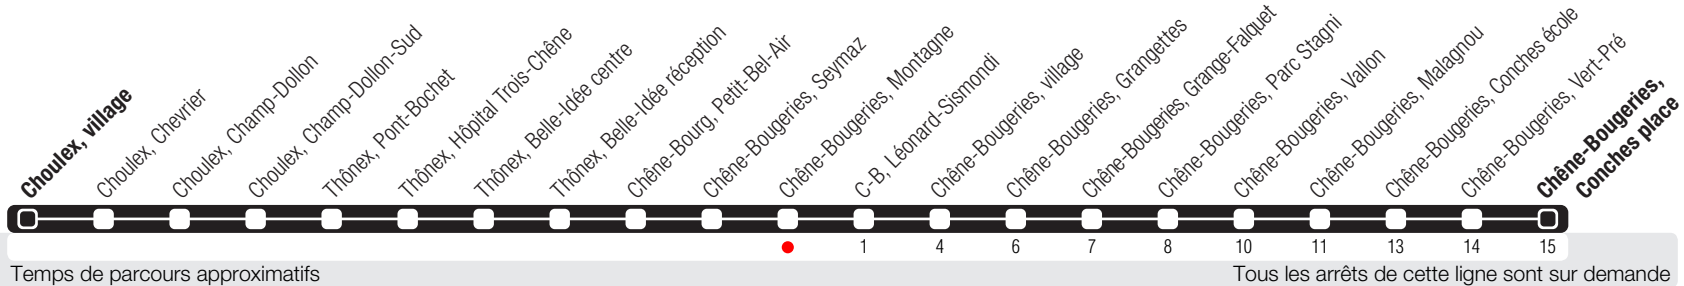 Choulex, village
Choulex, Chevrier
Choulex, Champ-Dollon
Choulex, Champ-Dollon-Sud
Thônex, Pont-Bochet
Thônex, Hôpital Trois-Chêne
Thônex, Belle-Idée centre
Thônex, Belle-Idée réception
Chêne-Bourg, Petit-Bel-Air
Chêne-Bougeries, Seymaz
Chêne-Bougeries, Montagne
C-B, Léonard-Sismondi
Chêne-Bougeries, village
Chêne-Bougeries, Grangettes
Chêne-Bougeries, Grange-Falquet
Chêne-Bougeries, Parc Stagni
Chêne-Bougeries, Vallon
Chêne-Bougeries, Malagnou
Chêne-Bougeries, Conches école
Chêne-Bougeries, Vert-Pré
Chêne-Bougeries,
Conches place
1 4 6 7 8 10 11 13 14 15
Temps de parcours approximatifs
Tous les arrêts de cette ligne sont sur demande